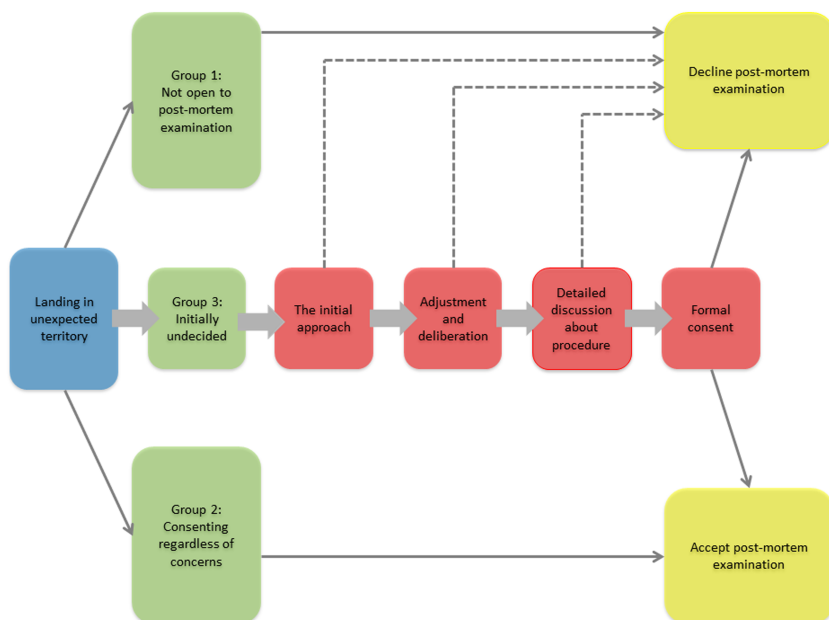 Group 1:
Not open to
post-mortem
examination
Decline post-mortem
examination
Landing in
unexpected
territory
Group 3:
Initially
undecided
The initial
approach
Adjustment
and
deliberation
Detailed
discussion
about
procedure
Formal
consent
Group 2:
Consenting
regardless of
concerns
Accept post-mortem
examination